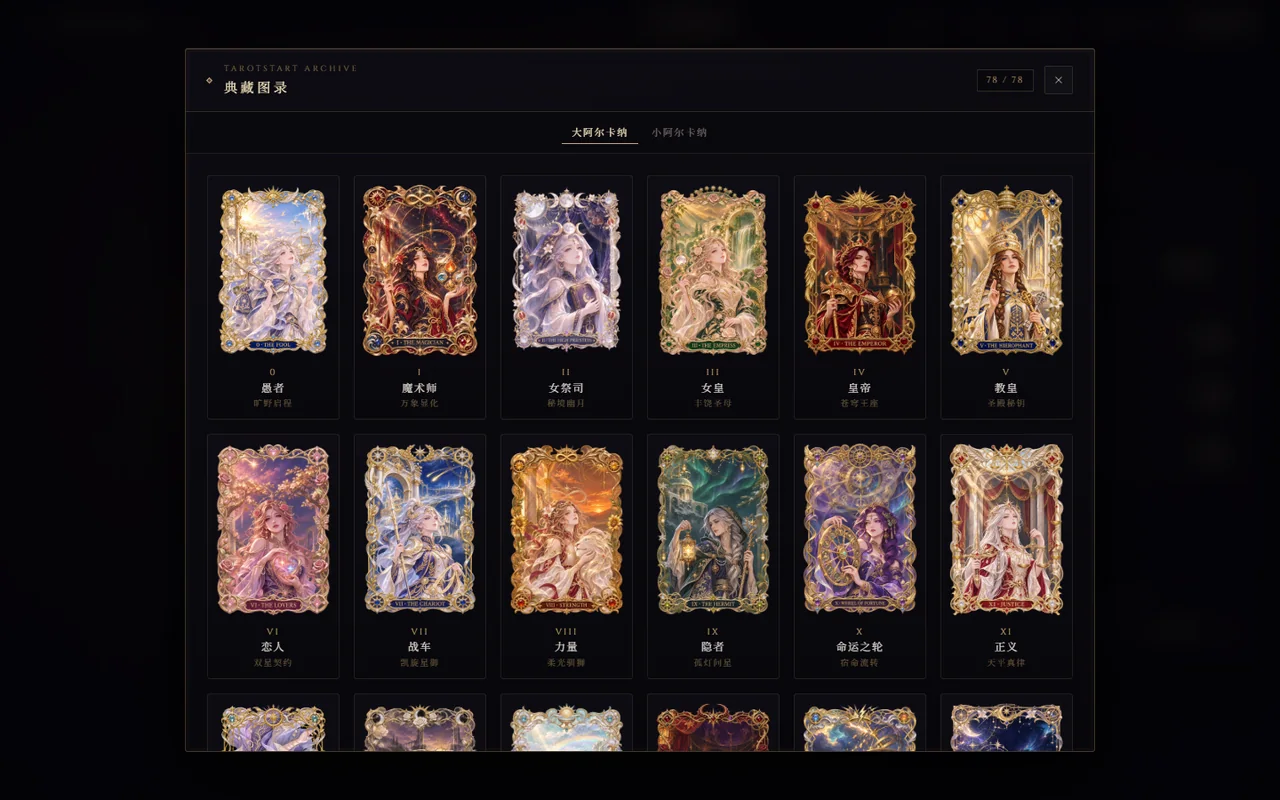 TAROTSTART ARCHIVE
典藏图录
78 / 78
×
大阿尔卡纳
小阿尔卡纳
0 · THE FOOL
I · THE MAGICIAN
II · THE HIGH PRIESTESS
III · THE EMPRESS
IV · THE EMPEROR
V · THE HIEROPHANT
0
I
II
III
IV
V
愚者
魔术师
女祭司
女皇
皇帝
教皇
旷野启程
万象显化
秘境幽月
丰饶圣母
苍穹王座
圣殿秘钥
VI · THE LOVERS
VII · THE CHARIOT
VIII · STRENGTH
IX · THE HERMIT
X · WHEEL OF FORTUNE
XI · JUSTICE
VI
VII
VIII
IX
X
XI
恋人
战车
力量
隐者
命运之轮
正义
双星契约
凯旋星御
柔光驯狮
孤灯问星
宿命流转
天平真律